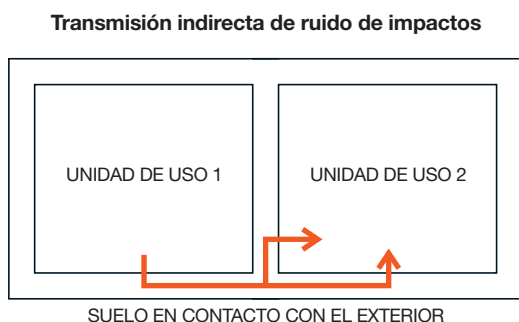 Transmisión indirecta de ruido de impactos
UNIDAD DE USO 1
UNIDAD DE USO 2
SUELO EN CONTACTO CON EL EXTERIOR